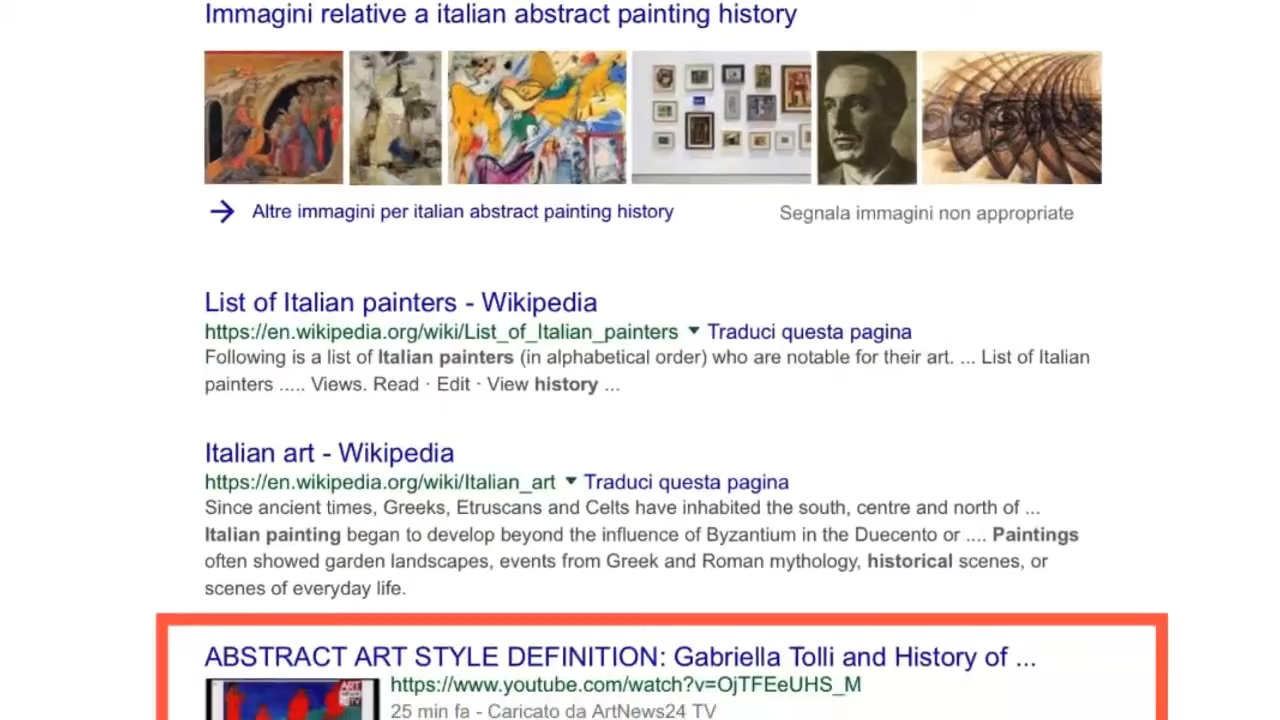 Immagini relative a italian abstract painting history
Altre immagini per italian abstract painting history
Segnala immagini non appropriate
List of Italian painters - Wikipedia
https://en.wikipedia.org/wiki/List_of_Italian_painters ▼ Traduci questa pagina
Following is a list of Italian painters (in alphabetical order) who are notable for their art. ... List of Italian
painters ..... Views. Read · Edit · View history ...
Italian art - Wikipedia
https://en.wikipedia.org/wiki/Italian_art ▼ Traduci questa pagina
Since ancient times, Greeks, Etruscans and Celts have inhabited the south, centre and north of ...
Italian painting began to develop beyond the influence of Byzantium in the Duecento or .... Paintings
often showed garden landscapes, events from Greek and Roman mythology, historical scenes, or
scenes of everyday life.
ABSTRACT ART STYLE DEFINITION: Gabriella Tolli and History of ...
https://www.youtube.com/watch?v=OjTFEeUHS_M
25 min fa - Caricato da ArtNews24 TV
ART
NEWS
TV